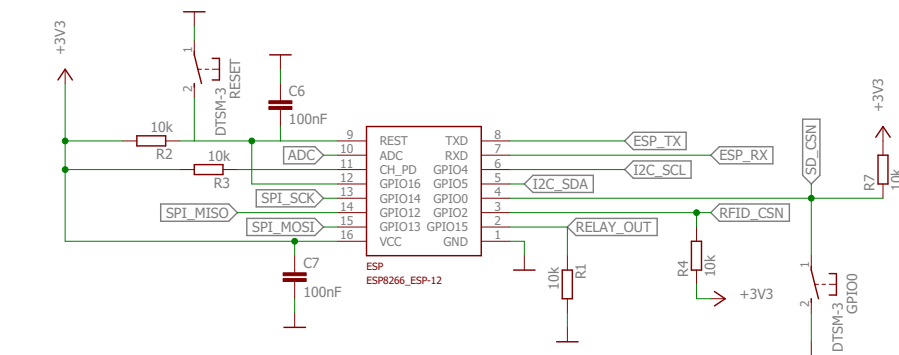 +3V3
1
2
DTSM-3
RESET
C6
100nF
10k
R2
10k
R3
ADC
SPI_SCK
SPI_MISO
SPI_MOSI
9
10
11
12
13
14
15
16
REST
ADC
CH_PD
GPIO16
GPIO14
GPIO12
GPIO13
VCC
TXD
RXD
GPIO4
GPIO5
GPIO0
GPIO2
GPIO15
GND
8
7
6
5
4
3
2
1
ESP
ESP8266_ESP-12
C7
100nF
ESP_TX
ESP_RX
I2C_SCL
I2C_SDA
RFID_CSN
RELAY_OUT
10k
R1
R4
10k
+3V3
SD_CSN
+3V3
R7
10k
1
2
DTSM-3
GPIO0